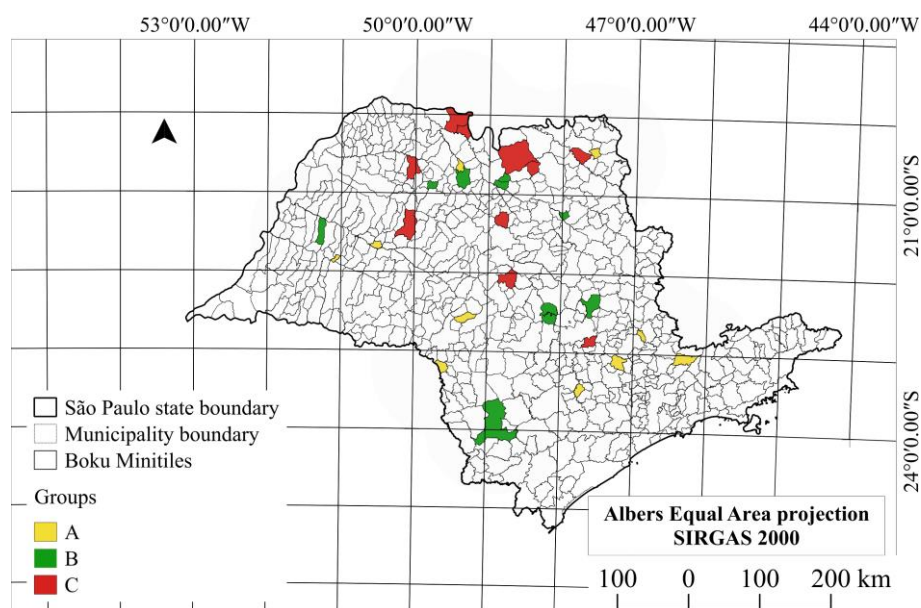 53°0′0.00″W 50°0′0.00″W 47°0′0.00″W 44°0′0.00″W
21°0′0.00″S
24°0′0.00″S
São Paulo state boundary
Municipality boundary
Boku Minitiles
Groups
A
B
C
Albers Equal Area projection
SIRGAS 2000
100 0 100 200 km